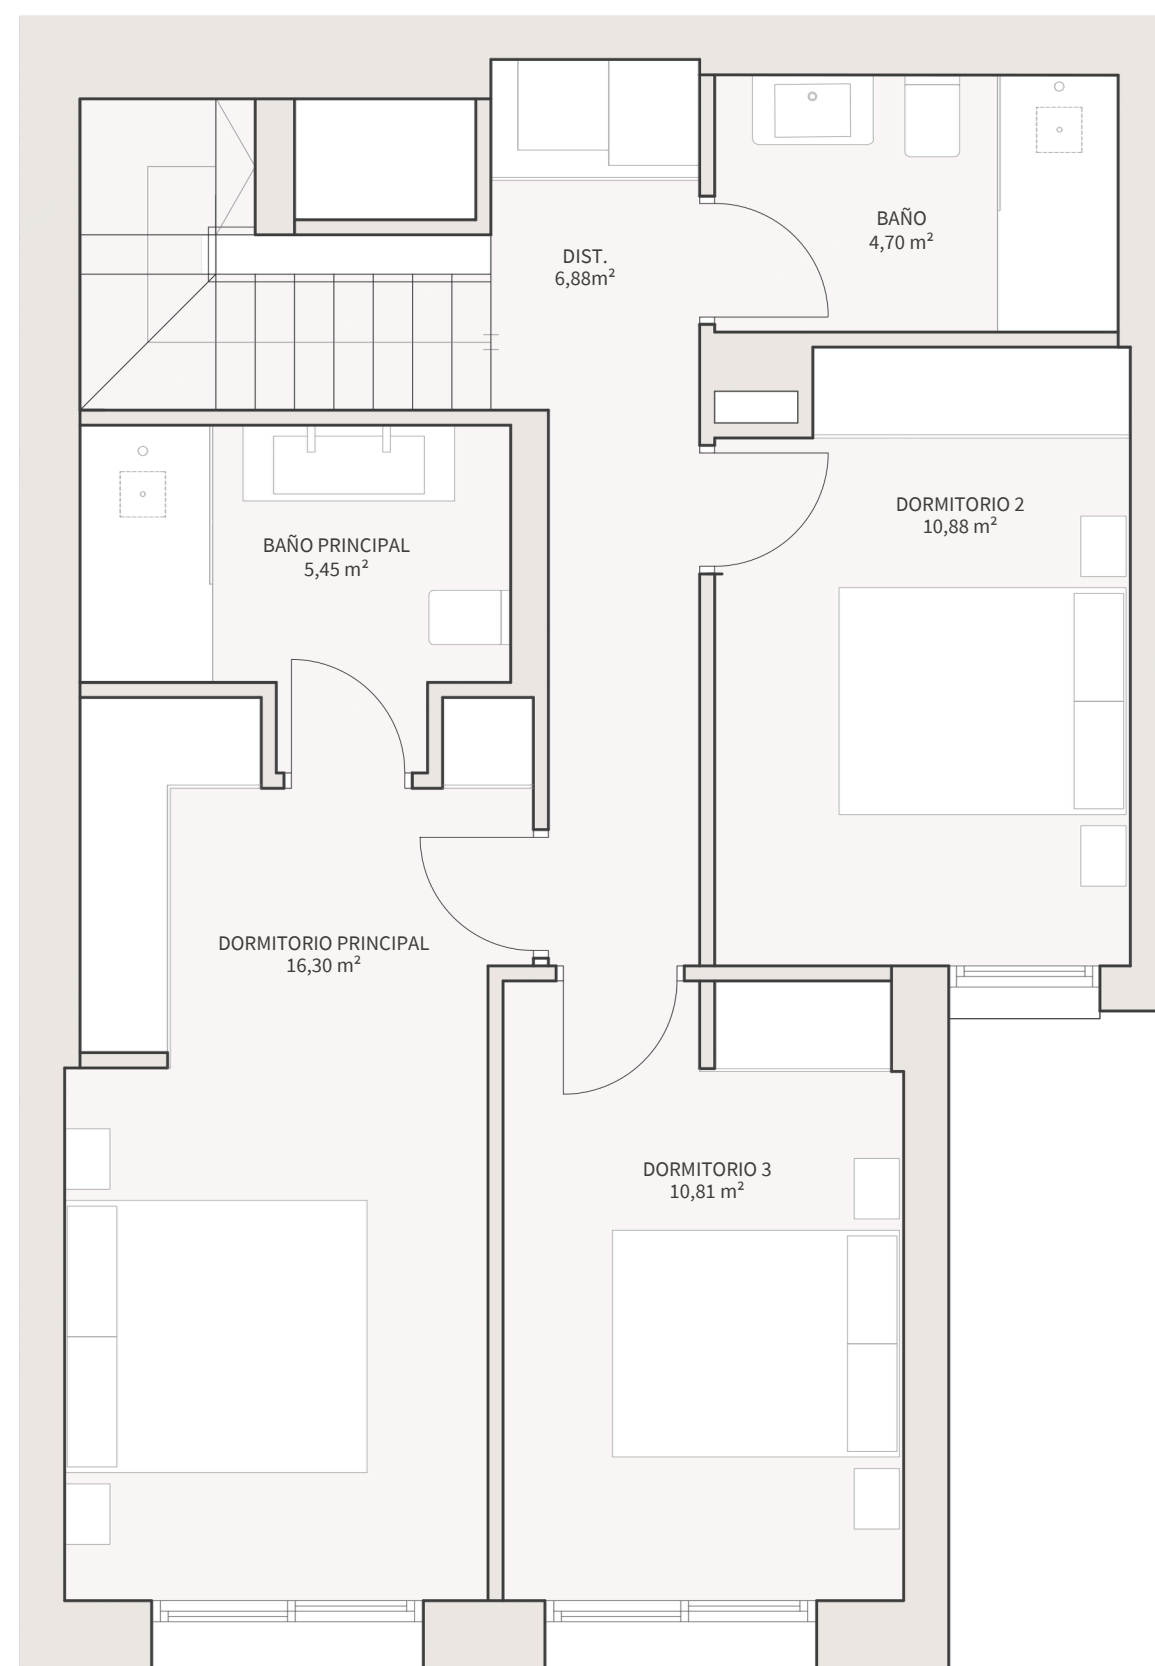 BAÑO
4,70 m²
DIST.
6,88m²
DORMITORIO 2
10,88 m²
BAÑO PRINCIPAL
5,45 m²
DORMITORIO PRINCIPAL
16,30 m²
DORMITORIO 3
10,81 m²